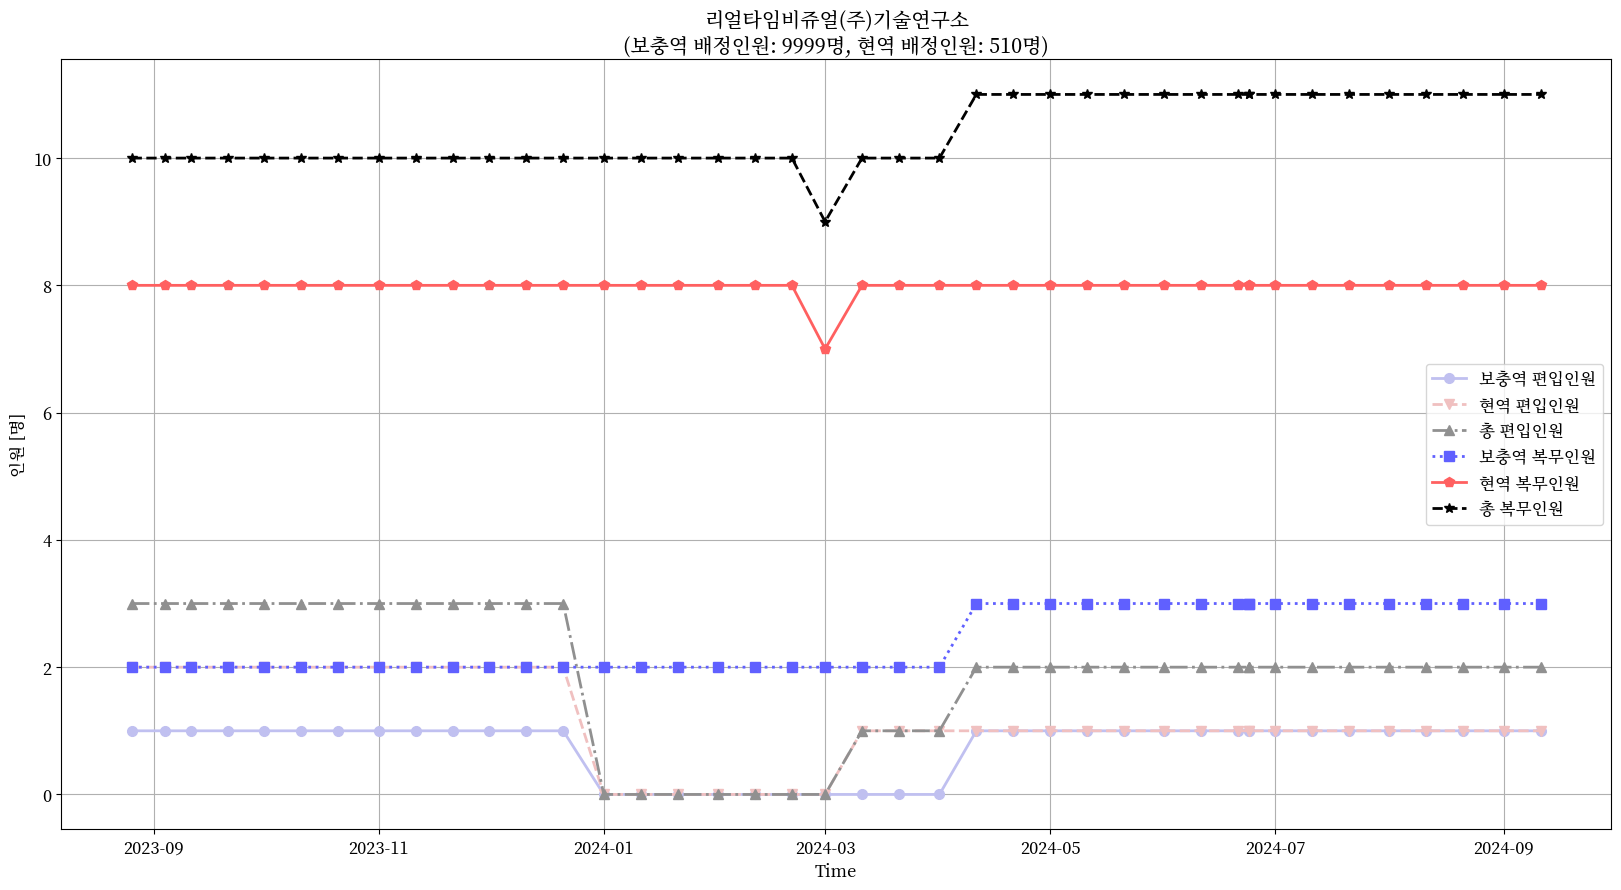 리얼타임비쥬얼(주)기술연구소
(보충역 배정인원: 9999명, 현역 배정인원: 510명)
인원 [명]
10
8
6
4
2
0
보충역 편입인원
현역 편입인원
총 편입인원
보충역 복무인원
현역 복무인원
총 복무인원
2023-09
2023-11
2024-01
2024-03
2024-05
2024-07
2024-09
Time